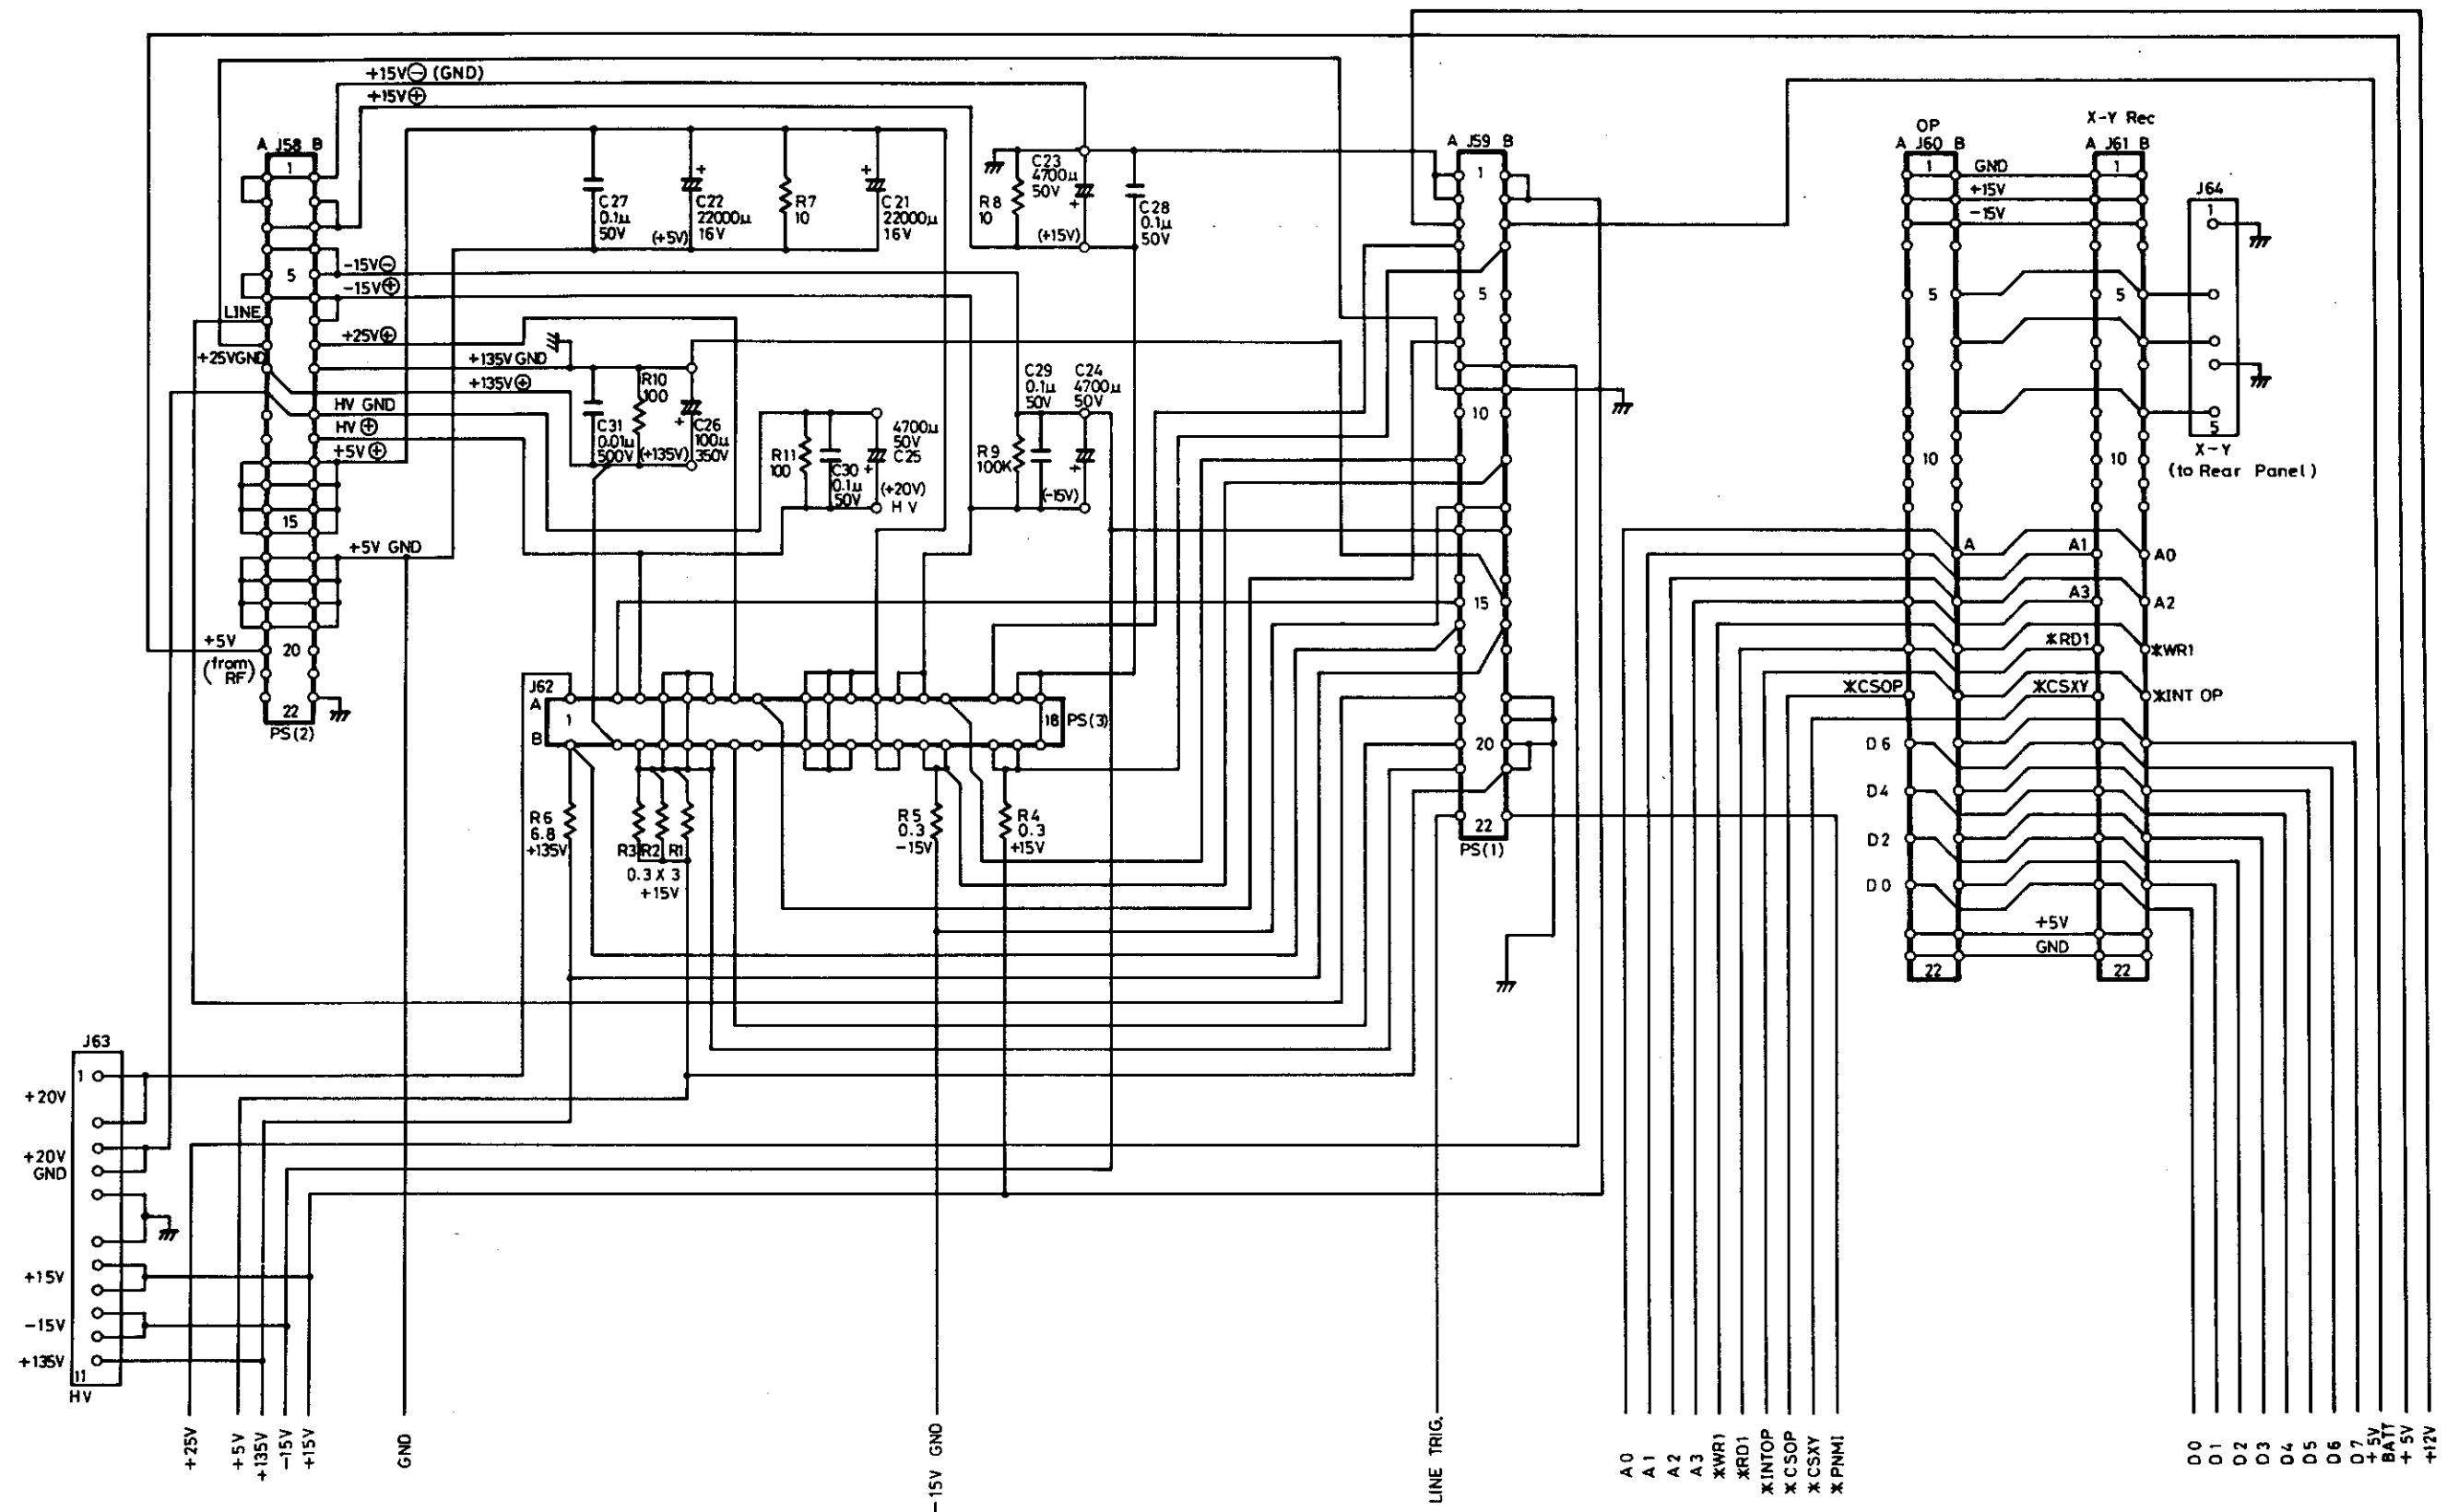 +15V⊖ (GND)
+15V⊕
A J58 B
1
5
-15V⊖
-15V⊕
LINE
+25V⊕
+25VGND
+135V GND
+135V⊕
HV GND
HV⊕
+5V⊕
15
+5V GND
+5V
(from RF)
20
22
PS(2)
C27
0.1μ
50V
(+5V)
C22
22000μ
16V
R7
10
C21
22000μ
16V
R8
10
C23
4700μ
50V
(+15V)
C28
0.1μ
50V
C31
0.01μ
500V
R10
100
(+135V)
C26
100μ
350V
R11
100
C30
0.1μ
50V
4700μ
50V
C25
(+20V)
HV
R9
100K
C29
0.1μ
50V
C24
4700μ
50V
(-15V)
A J59 B
1
5
10
15
20
22
PS(1)
OP
A J60 B
1
5
10
22
X-Y Rec
A J61 B
1
5
10
22
GND
+15V
-15V
J64
1
5
X-Y
(to Rear Panel)
A
A1
A0
A3
A2
*RD1
*WR1
*CSOP
*CSXY
*INT OP
D6
D4
D2
D0
+5V
GND
J62
A
1
B
18
PS(3)
R6
6.8
+135V
R3 R2 R1
0.3 X 3
+15V
R5
0.3
-15V
R4
0.3
+15V
J63
1
+20V
+20V
GND
+15V
-15V
+135V
11
HV
+25V
+5V
+135V
-15V
+15V
GND
-15V GND
LINE TRIG.
A0
A1
A2
A3
*WR1
*RD1
*INTOP
*CSOP
*CSXY
*PNMI
D0
D1
D2
D3
D4
D5
D6
D7
+5V
BATT
+5V
+12V